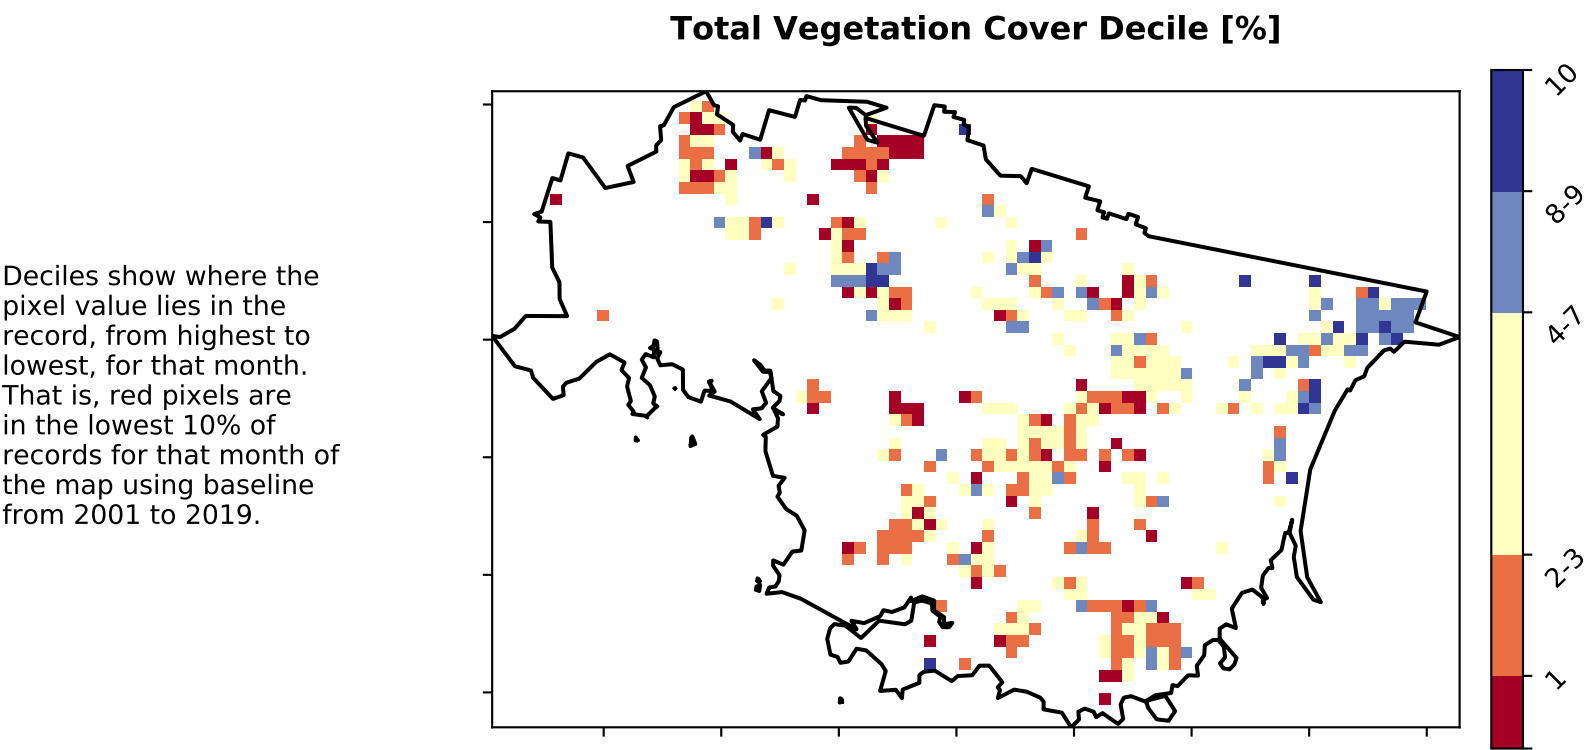 Total Vegetation Cover Decile [%]
Deciles show where the
pixel value lies in the
record, from highest to
lowest, for that month.
That is, red pixels are
in the lowest 10% of
records for that month of
the map using baseline
from 2001 to 2019.
10
8-9
4-7
2-3
1